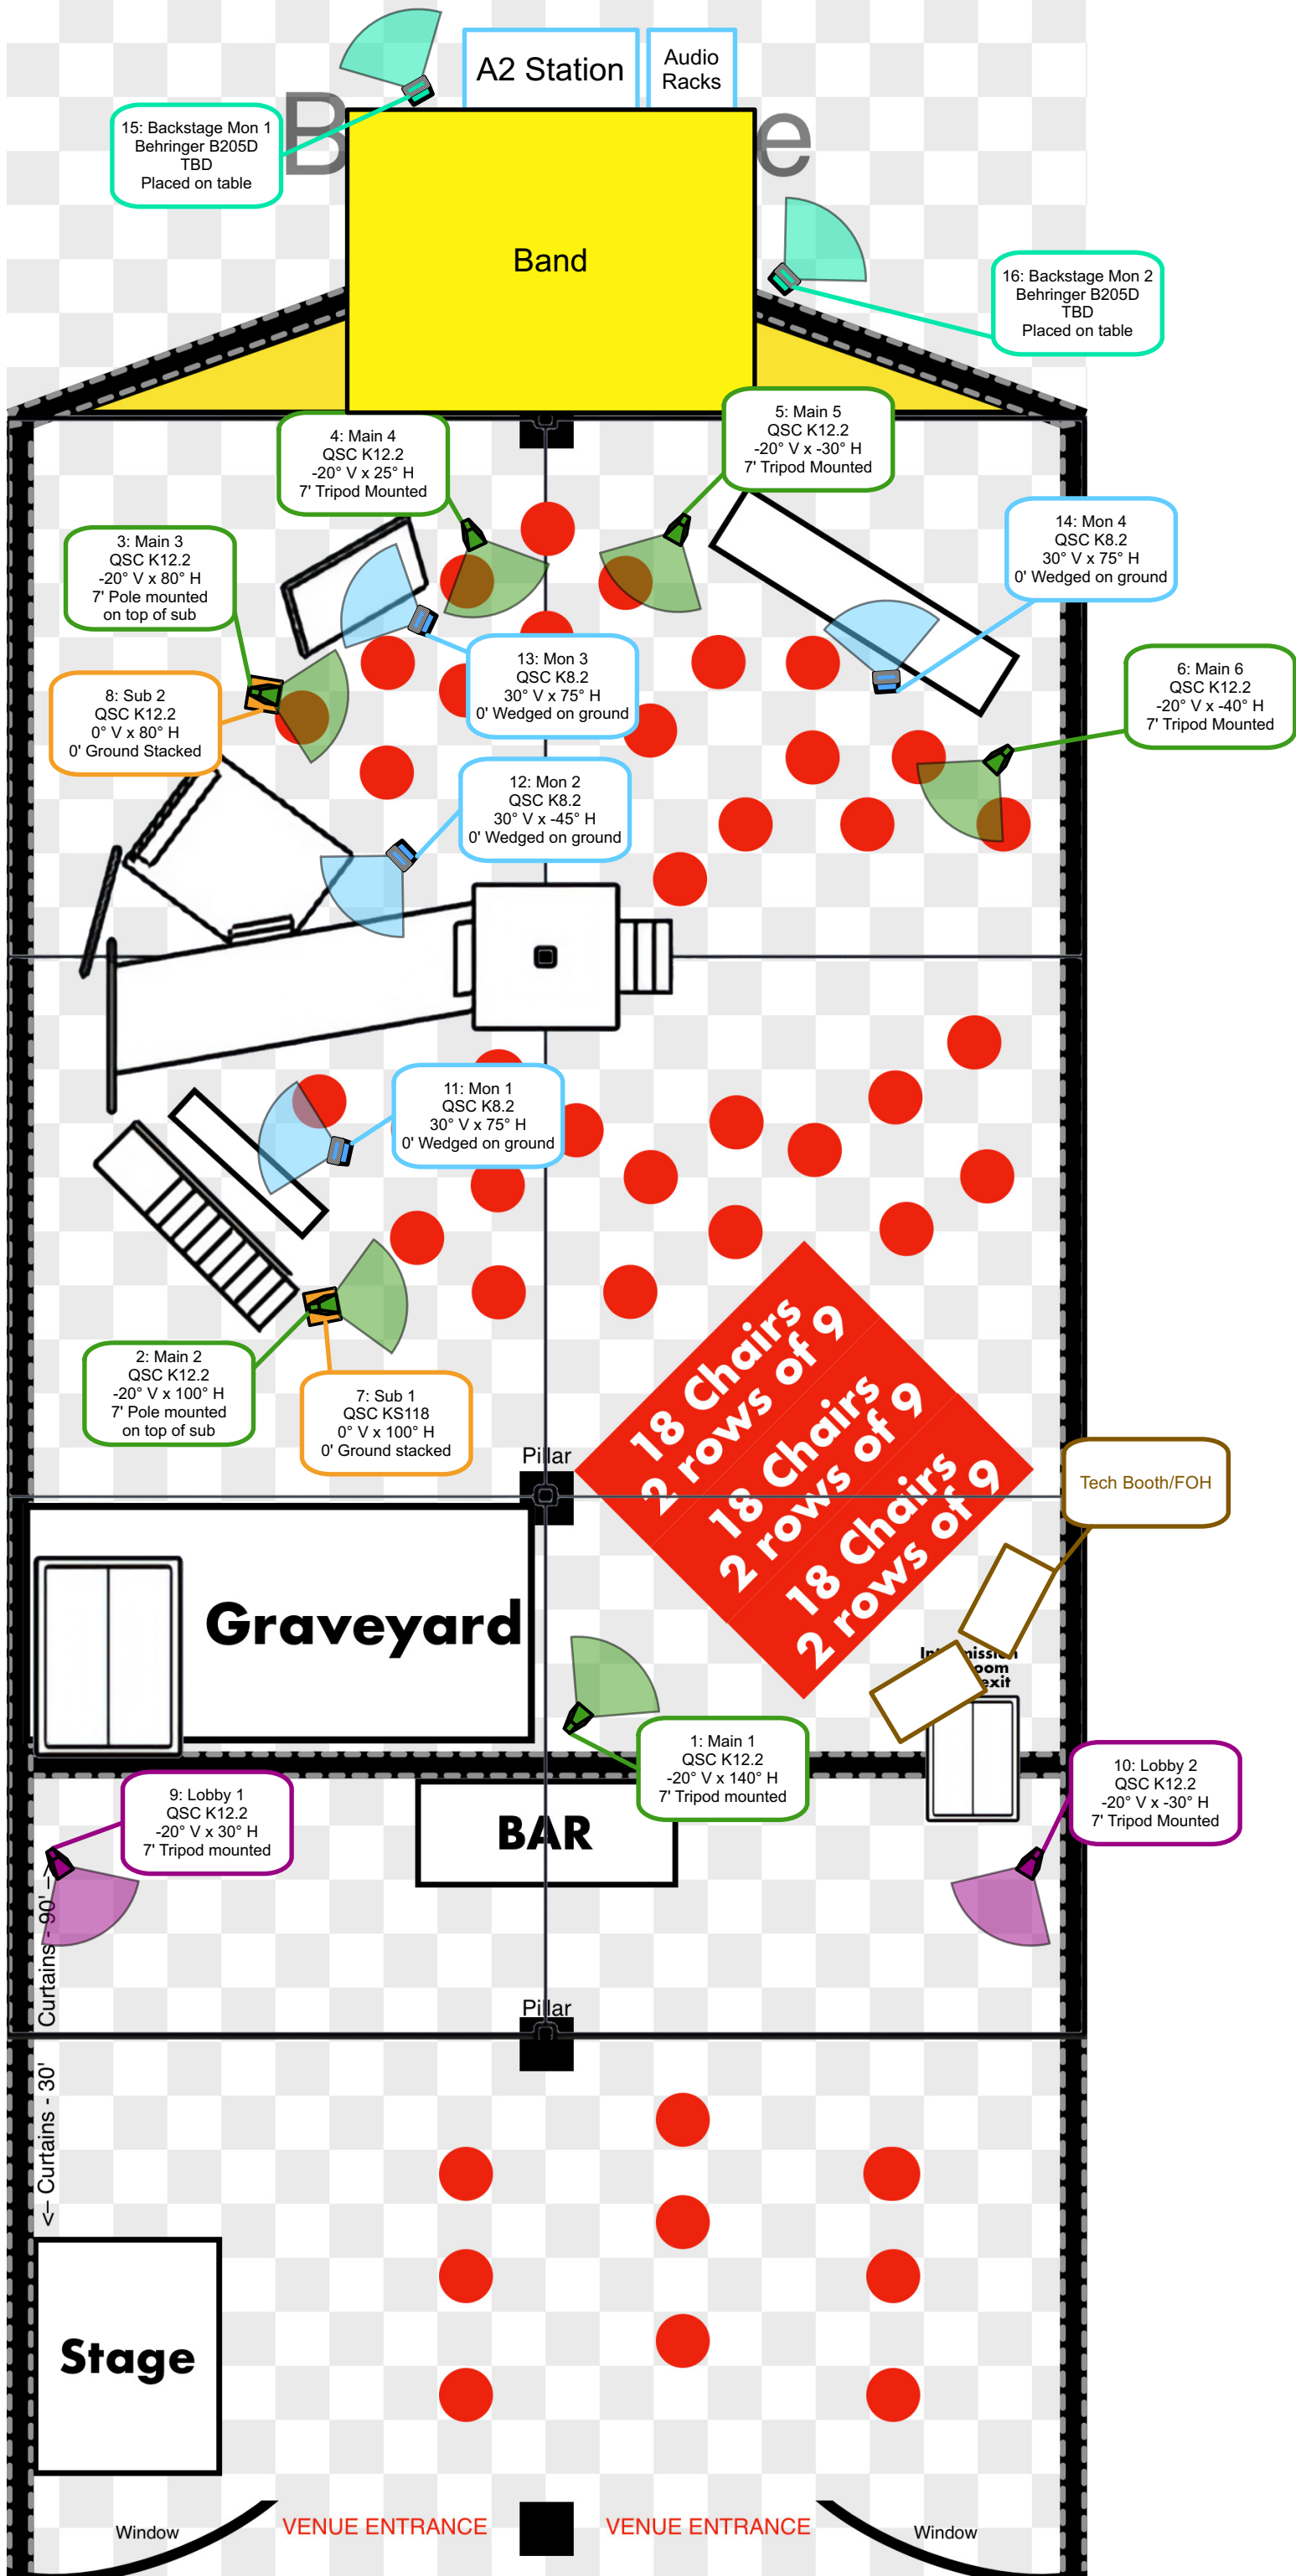 A2 Station
Audio
Racks
B
e
15: Backstage Mon 1
Behringer B205D
TBD
Placed on table
Band
16: Backstage Mon 2
Behringer B205D
TBD
Placed on table
4: Main 4
QSC K12.2
-20° V x 25° H
7' Tripod Mounted
5: Main 5
QSC K12.2
-20° V x -30° H
7' Tripod Mounted
14: Mon 4
QSC K8.2
30° V x 75° H
0' Wedged on ground
3: Main 3
QSC K12.2
-20° V x 80° H
7' Pole mounted
on top of sub
13: Mon 3
QSC K8.2
30° V x 75° H
0' Wedged on ground
6: Main 6
QSC K12.2
-20° V x -40° H
7' Tripod Mounted
8: Sub 2
QSC K12.2
0° V x 80° H
0' Ground Stacked
12: Mon 2
QSC K8.2
30° V x -45° H
0' Wedged on ground
11: Mon 1
QSC K8.2
30° V x 75° H
0' Wedged on ground
2: Main 2
QSC K12.2
-20° V x 100° H
7' Pole mounted
on top of sub
7: Sub 1
QSC KS118
0° V x 100° H
0' Ground stacked
18 Chairs
2 rows of 9
18 Chairs
2 rows of 9
18 Chairs
2 rows of 9
Pillar
Tech Booth/FOH
Graveyard
exit
1: Main 1
QSC K12.2
-20° V x 140° H
7' Tripod mounted
9: Lobby 1
QSC K12.2
-20° V x 30° H
7' Tripod mounted
BAR
10: Lobby 2
QSC K12.2
-20° V x -30° H
7' Tripod Mounted
Curtains - 90' -->
Pillar
<-- Curtains - 30'
Stage
Window
VENUE ENTRANCE
VENUE ENTRANCE
Window